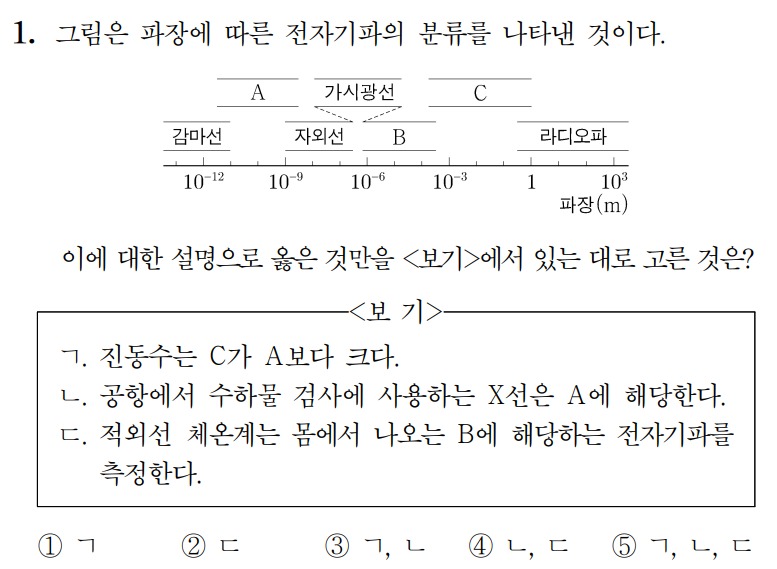 1. 그림은 파장에 따른 전자기파의 분류를 나타낸 것이다.
A 가시광선 C
감마선 자외선 B 라디오파
10⁻¹² 10⁻⁹ 10⁻⁶ 10⁻³ 1 10³
파장(m)
이에 대한 설명으로 옳은 것만을 <보기>에서 있는 대로 고른 것은?
<보 기>
ㄱ. 진동수는 C가 A보다 크다.
ㄴ. 공항에서 수하물 검사에 사용하는 X선은 A에 해당한다.
ㄷ. 적외선 체온계는 몸에서 나오는 B에 해당하는 전자기파를
측정한다.
① ㄱ ② ㄷ ③ ㄱ, ㄴ ④ ㄴ, ㄷ ⑤ ㄱ, ㄴ, ㄷ